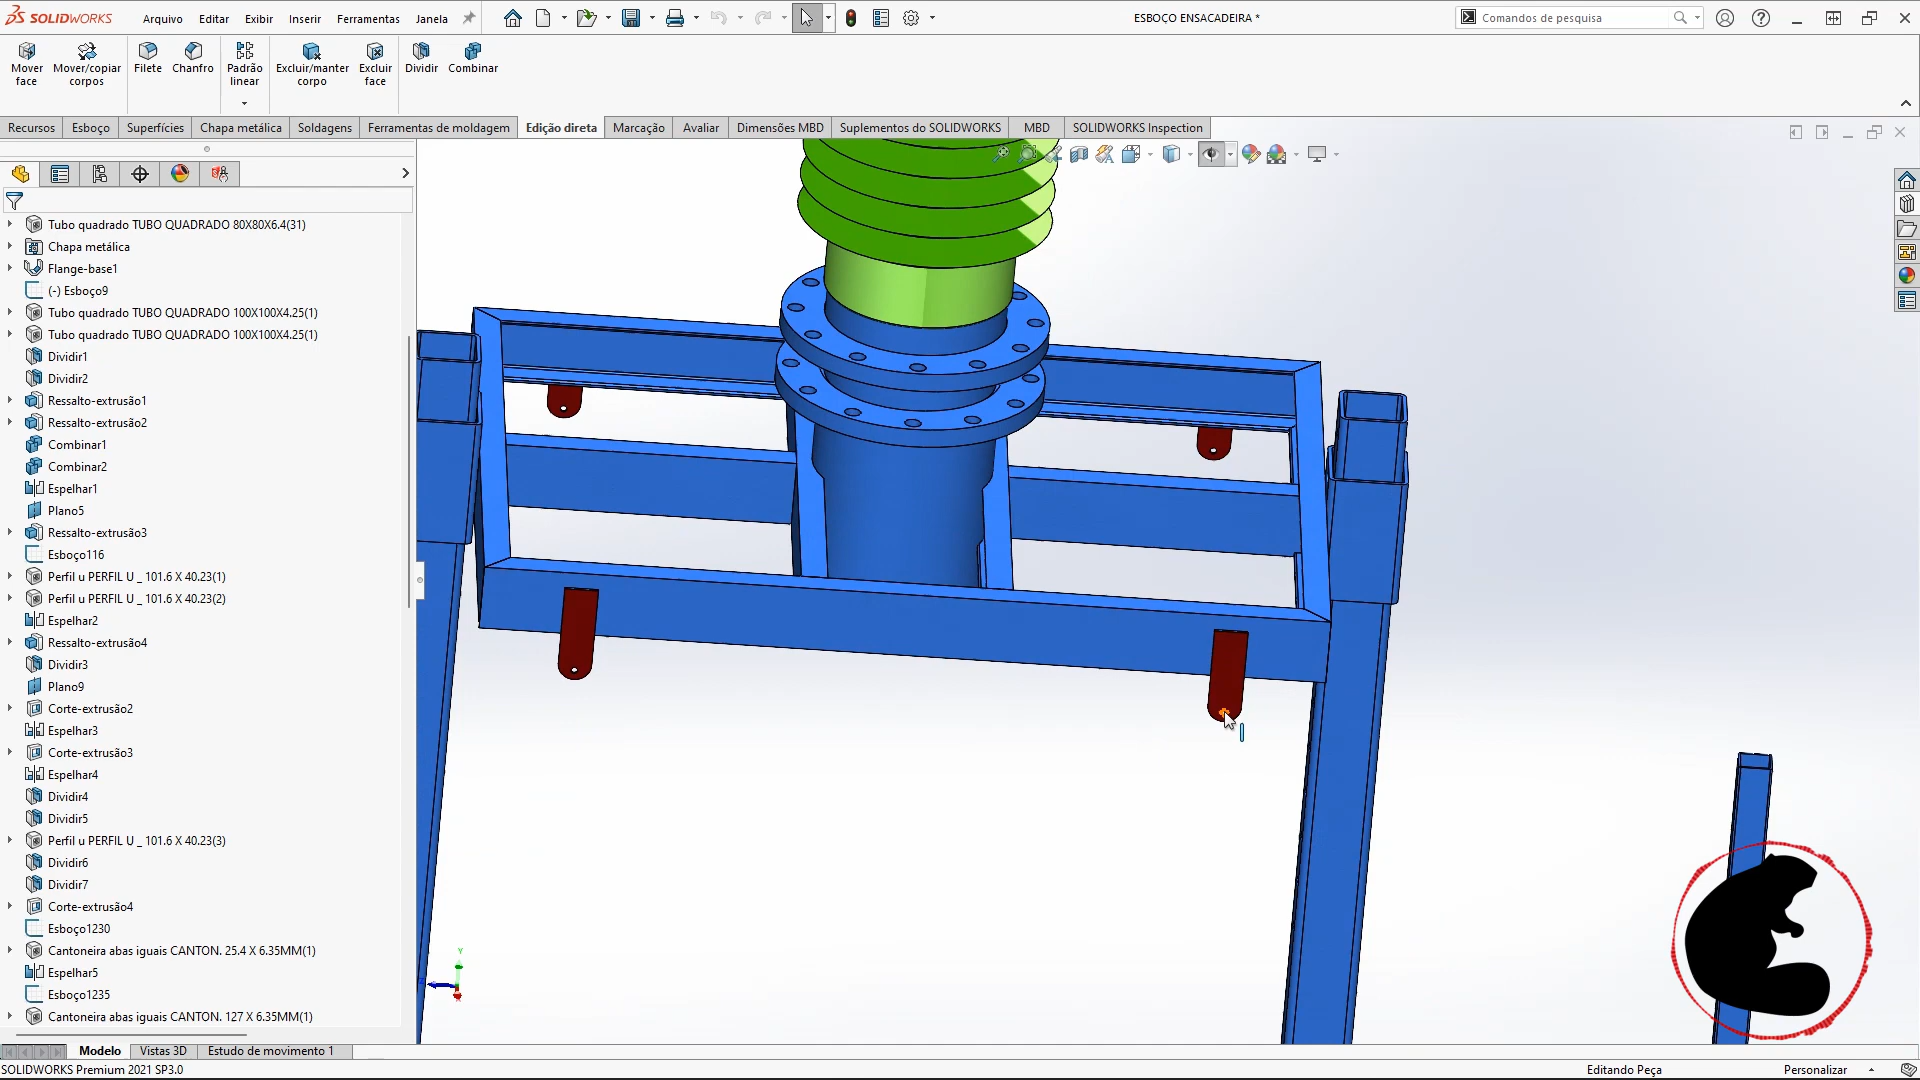 SOLIDWORKS
Arquivo Editar Exibir Inserir Ferramentas Janela
ESBOÇO ENSACADEIRA *
Comandos de pesquisa
Mover face
Mover/copiar corpos
Filete
Chanfro
Padrão linear
Excluir/manter corpo
Excluir face
Dividir
Combinar
Recursos Esboço Superfícies Chapa metálica Soldagens Ferramentas de moldagem Edição direta Marcação Avaliar Dimensões MBD Suplementos do SOLIDWORKS MBD SOLIDWORKS Inspection
Tubo quadrado TUBO QUADRADO 80X80X6.4(31)
Chapa metálica
Flange-base1
(-) Esboço9
Tubo quadrado TUBO QUADRADO 100X100X4.25(1)
Tubo quadrado TUBO QUADRADO 100X100X4.25(1)
Dividir1
Dividir2
Ressalto-extrusão1
Ressalto-extrusão2
Combinar1
Combinar2
Espelhar1
Plano5
Ressalto-extrusão3
Esboço116
Perfil u PERFIL U _ 101.6 X 40.23(1)
Perfil u PERFIL U _ 101.6 X 40.23(2)
Espelhar2
Ressalto-extrusão4
Dividir3
Plano9
Corte-extrusão2
Espelhar3
Corte-extrusão3
Espelhar4
Dividir4
Dividir5
Perfil u PERFIL U _ 101.6 X 40.23(3)
Dividir6
Dividir7
Corte-extrusão4
Esboço1230
Cantoneira abas iguais CANTON. 25.4 X 6.35MM(1)
Espelhar5
Esboço1235
Cantoneira abas iguais CANTON. 127 X 6.35MM(1)
Y
Modelo Vistas 3D Estudo de movimento 1
SOLIDWORKS Premium 2021 SP3.0
Editando Peça
Personalizar